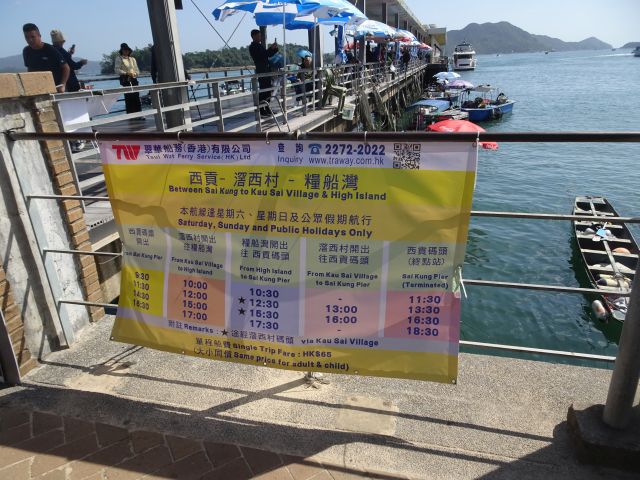 TW 翠華船務(香港)有限公司
Tsui Wah Ferry Service (HK) Ltd
查詢 ☎ 2272-2022
Inquiry www.traway.com.hk
西貢 - 滘西村 - 糧船灣
Between Sai Kung to Kau Sai Village & High Island
本航線逢星期六、星期日及公眾假期航行
Saturday, Sunday and Public Holidays Only
西貢碼頭
開出
From Sai Kung Pier
9:30
11:30
14:30
16:30
滘西村開出
往糧船灣
From Kau Sai Village
to High Island
10:00
12:00
15:00
17:00
糧船灣開出
往 西貢碼頭
From High Island
to Sai Kung Pier
10:30
★ 12:30
★ 15:30
17:30
滘西村開出
往西貢碼頭
From Kau Sai Village
to Sai Kung Pier
-
13:00
16:00
-
西貢碼頭
(終點站)
Sai Kung Pier
(Terminated)
11:30
13:30
16:30
18:30
附註 Remarks : ★ 途經滘西村碼頭 via Kau Sai Village
單程船費 Single Trip Fare : HK$65
(大小同價 Same price for adult & child)